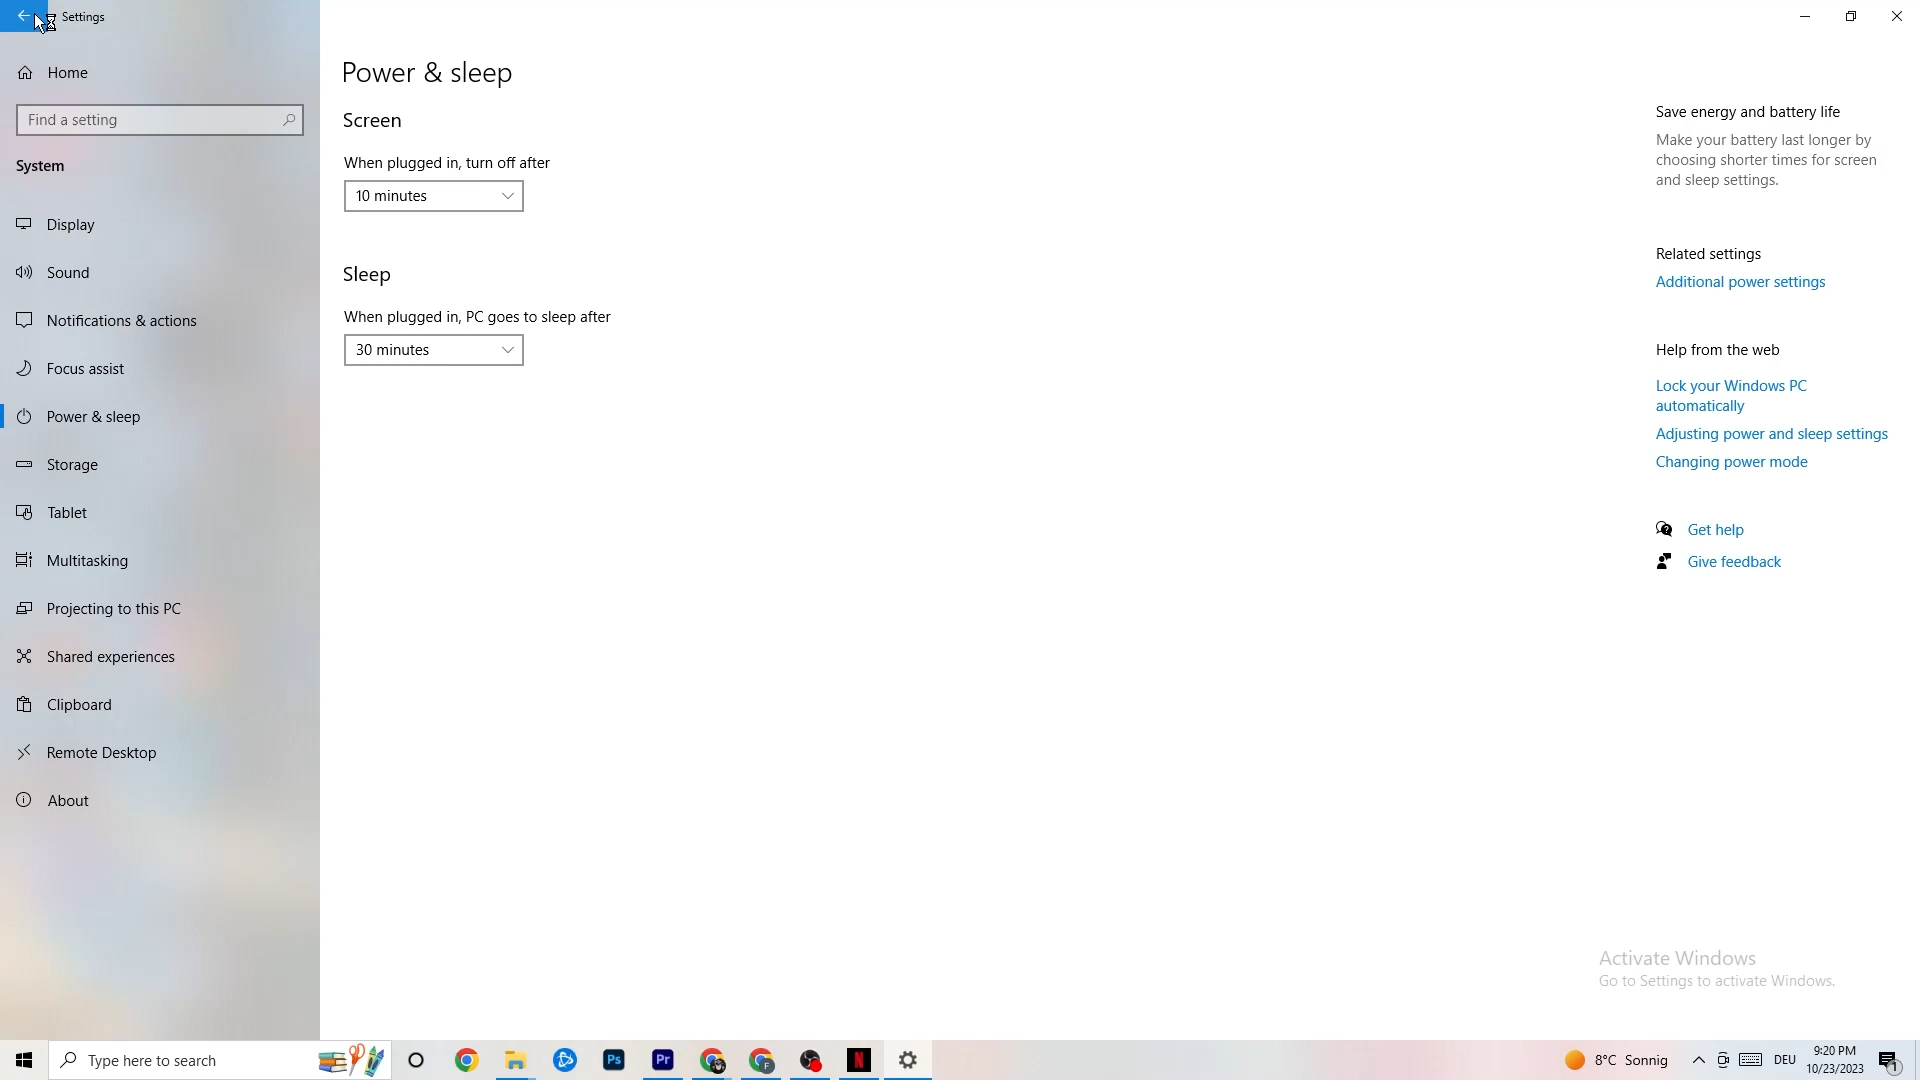 Settings
Home
Find a setting
System
Display
Sound
Notifications & actions
Focus assist
Power & sleep
Storage
Tablet
Multitasking
Projecting to this PC
Shared experiences
Clipboard
Remote Desktop
About
Power & sleep
Screen
When plugged in, turn off after
10 minutes
Sleep
When plugged in, PC goes to sleep after
30 minutes
Save energy and battery life
Make your battery last longer by
choosing shorter times for screen
and sleep settings.
Related settings
Additional power settings
Help from the web
Lock your Windows PC
automatically
Adjusting power and sleep settings
Changing power mode
Get help
Give feedback
Activate Windows
Go to Settings to activate Windows.
Type here to search
Ps
Pr
F
N
8°C Sonnig
DEU
9:20 PM
10/23/2023
1